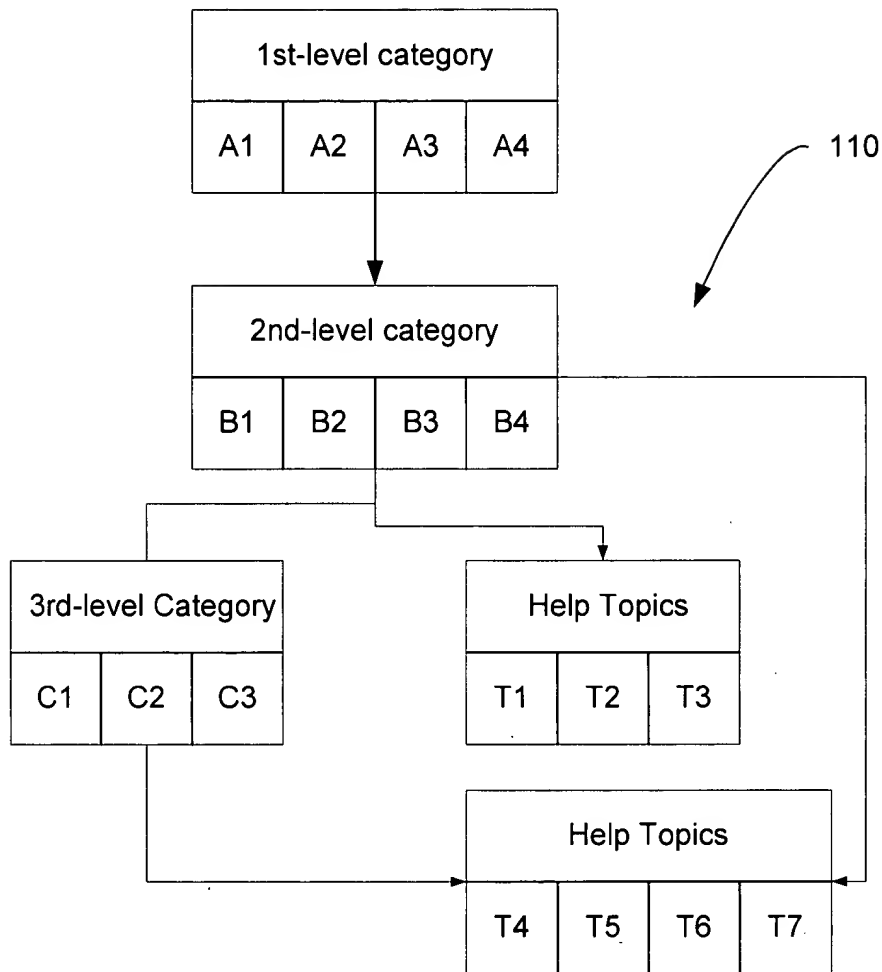 1st-level category
A1 A2 A3 A4
110
2nd-level category
B1 B2 B3 B4
3rd-level Category
Help Topics
C1 C2 C3
T1 T2 T3
Help Topics
T4 T5 T6 T7